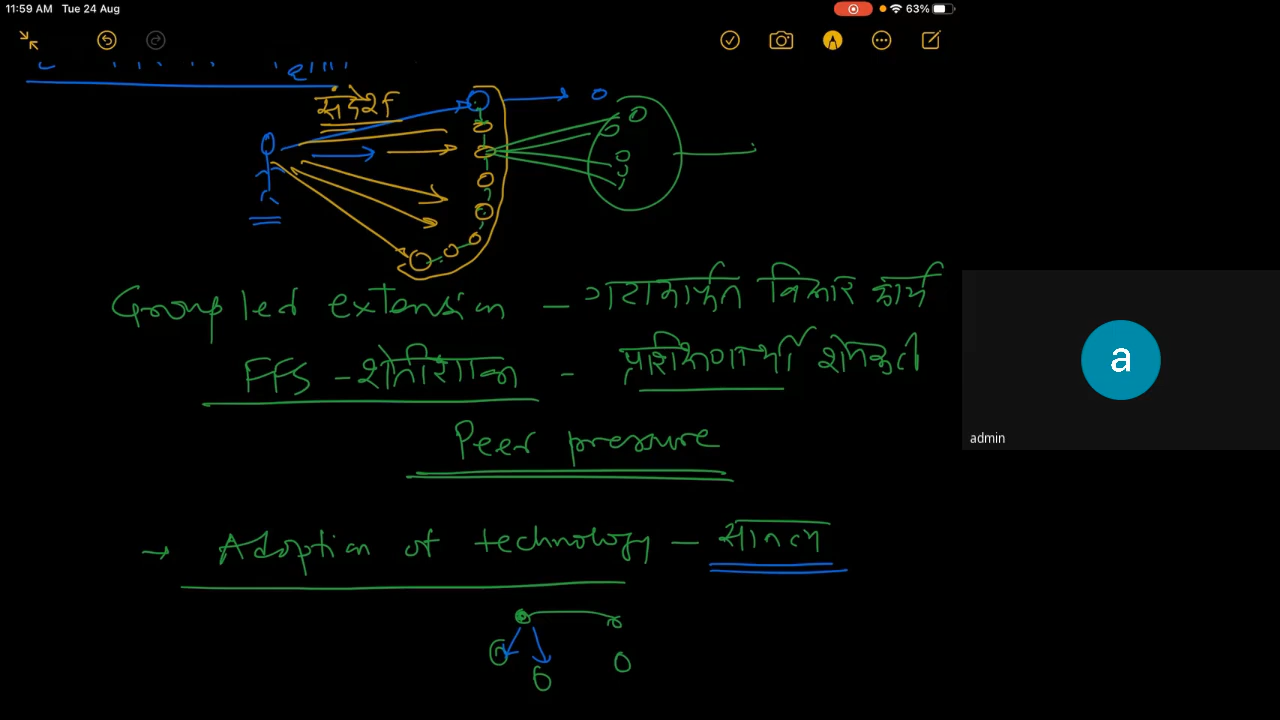 11:59 AM Tue 24 Aug
63%
Group led extension – गटामार्फत विस्तार कार्य
FFS - शेतीशाळा - प्रशिक्षणार्थी शेतकरी
Peer pressure
→ Adoption of technology – सातत्य
a
admin